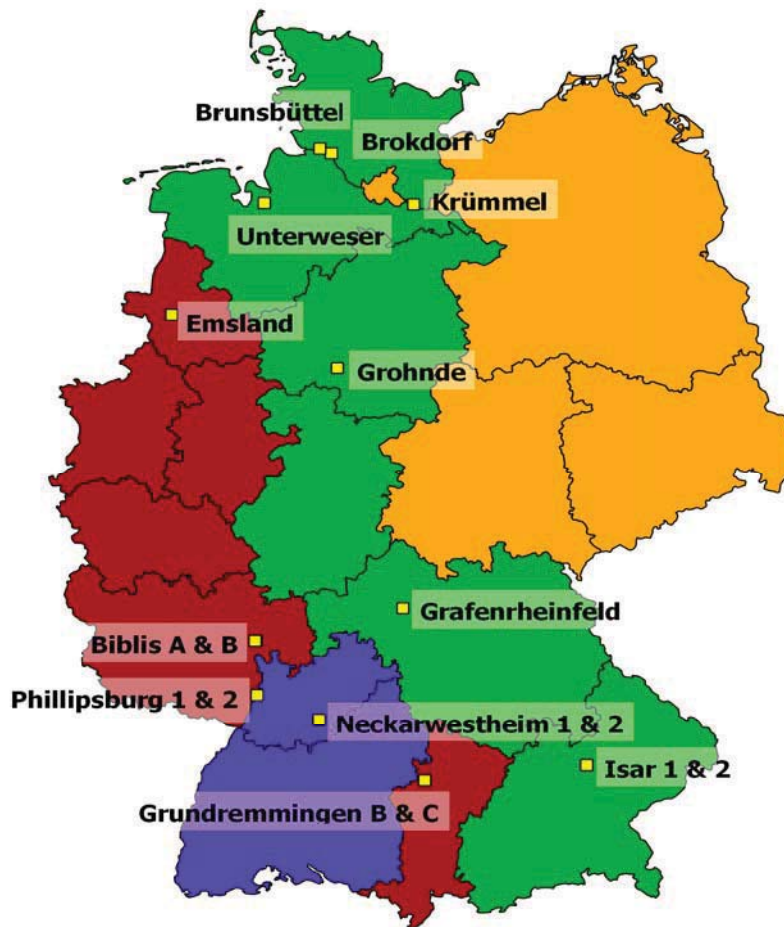 Brunsbüttel
Brokdorf
Krümmel
Unterweser
Emsland
Grohnde
Grafenrheinfeld
Biblis A & B
Phillipsburg 1 & 2
Neckarwestheim 1 & 2
Isar 1 & 2
Grundremmingen B & C